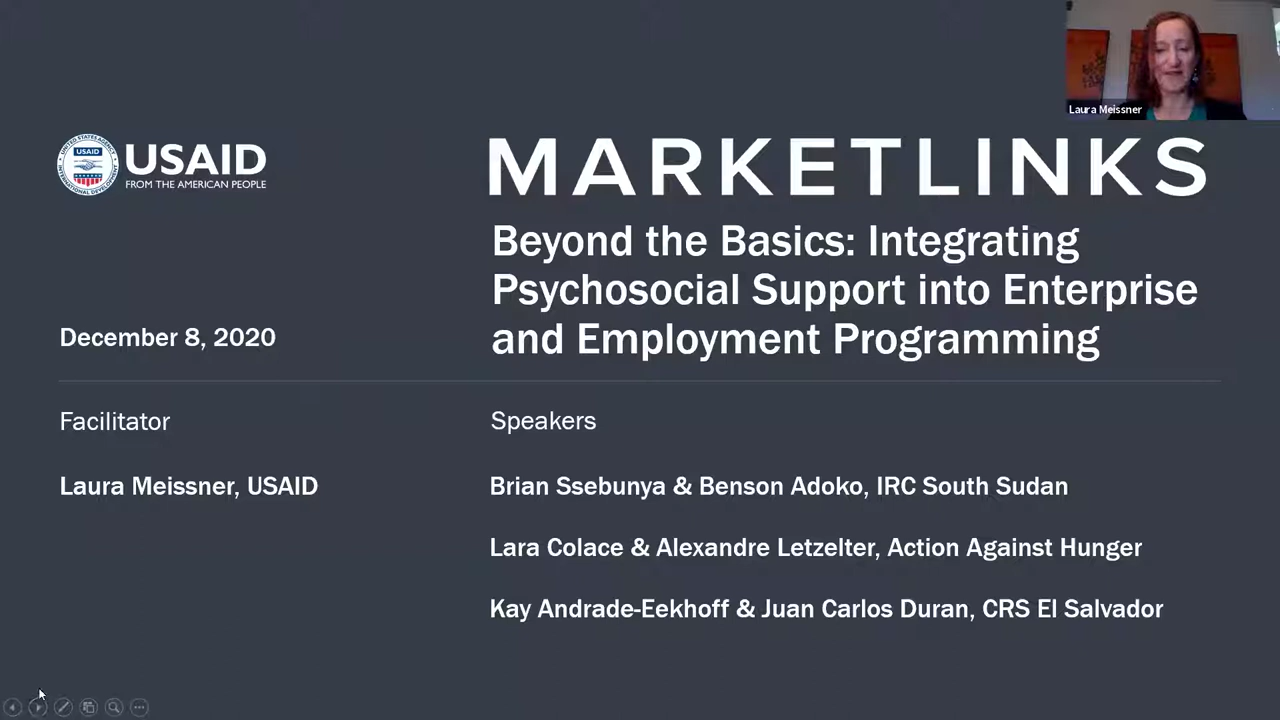 Laura Meissner
USAID
FROM THE AMERICAN PEOPLE
MARKETLINKS
Beyond the Basics: Integrating
Psychosocial Support into Enterprise
and Employment Programming
December 8, 2020
Facilitator
Speakers
Laura Meissner, USAID
Brian Ssebunya & Benson Adoko, IRC South Sudan
Lara Colace & Alexandre Letzelter, Action Against Hunger
Kay Andrade-Eekhoff & Juan Carlos Duran, CRS El Salvador